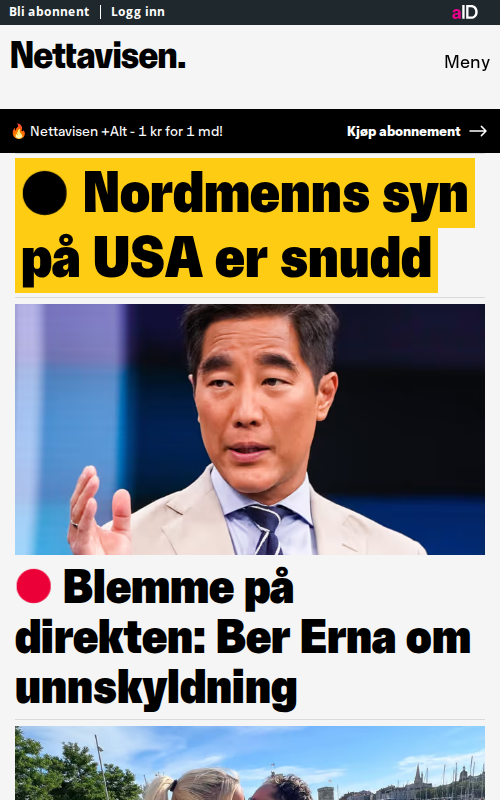 Bli abonnent | Logg inn
aID
Nettavisen.
Meny
🔥 Nettavisen +Alt - 1 kr for 1 md!
Kjøp abonnement →
Nordmenns syn
på USA er snudd
Blemme på
direkten: Ber Erna om
unnskyldning